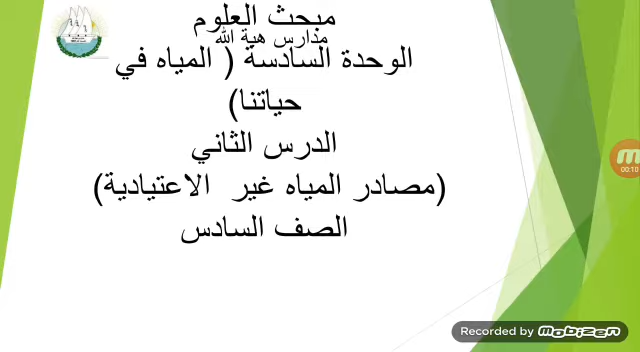 مبحث العلوم
مدارس هبة الله
الوحدة السادسة ( المياه في
حياتنا)
الدرس الثاني
(مصادر المياه غير الاعتيادية)
الصف السادس
00:10
Recorded by mobizen